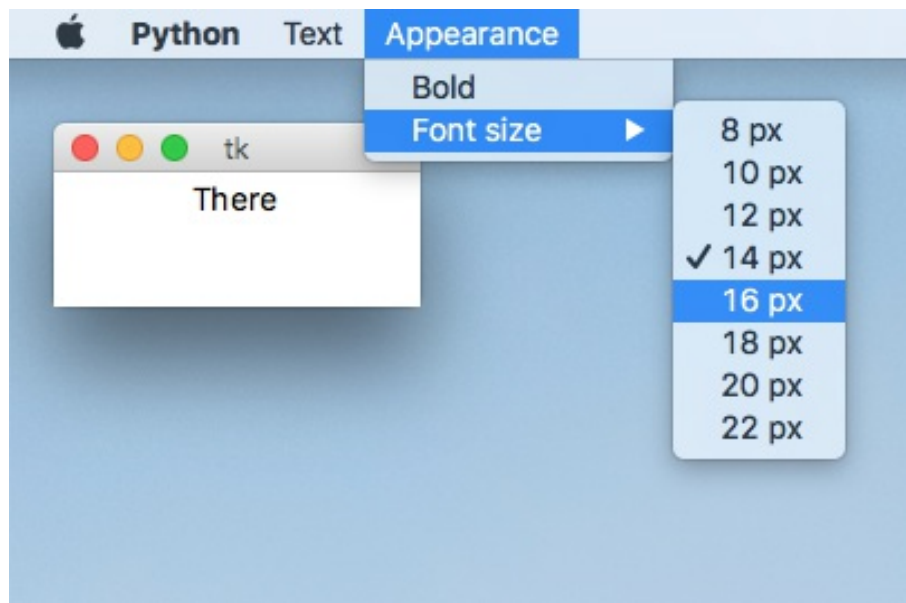 Python Text Appearance
Bold
Font size
tk
There
8 px
10 px
12 px
✓ 14 px
16 px
18 px
20 px
22 px